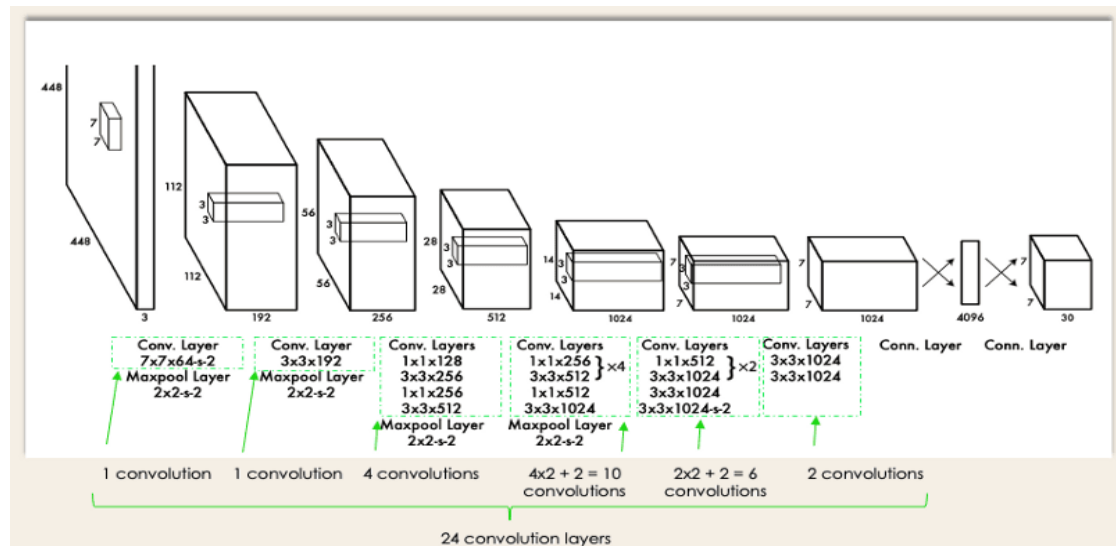 448
448
7
7
3
112
112
3
3
192
56
56
3
3
256
28
28
3
3
512
14
14
3
3
1024
7
7
3
3
1024
7
7
1024
4096
7
7
30
Conv. Layer
7x7x64-s-2
Maxpool Layer
2x2-s-2
Conv. Layer
3x3x192
Maxpool Layer
2x2-s-2
Conv. Layers
1x1x128
3x3x256
1x1x256
3x3x512
Maxpool Layer
2x2-s-2
Conv. Layers
1x1x256
3x3x512
}×4
1x1x512
3x3x1024
Maxpool Layer
2x2-s-2
Conv. Layers
1x1x512
3x3x1024
}×2
3x3x1024
3x3x1024-s-2
Conv. Layers
3x3x1024
3x3x1024
Conn. Layer
Conn. Layer
1 convolution
1 convolution
4 convolutions
4x2 + 2 = 10
convolutions
2x2 + 2 = 6
convolutions
2 convolutions
24 convolution layers